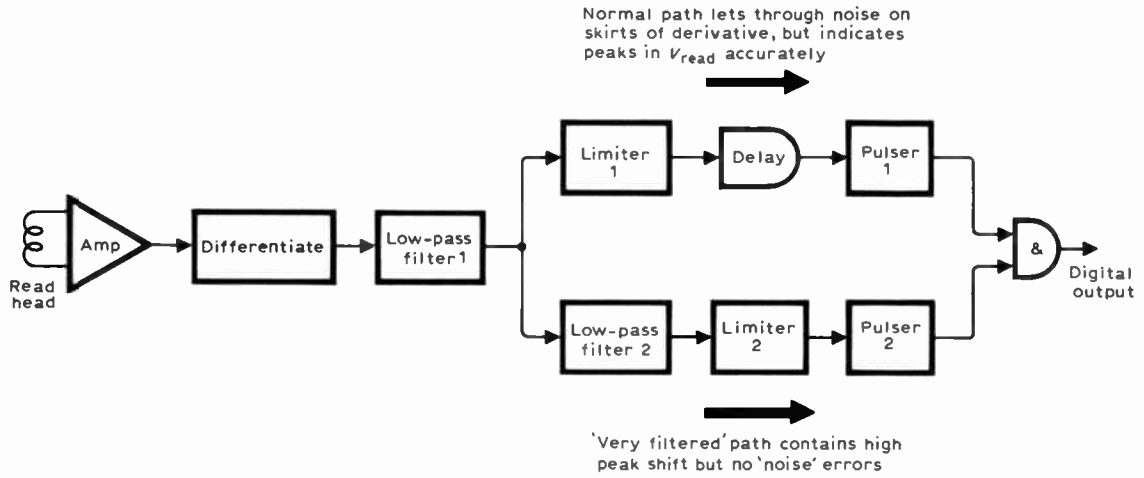 Normal path lets through noise on
skirts of derivative, but indicates
peaks in Vread accurately
Limiter
1
Delay
Pulser
1
Amp
Differentiate
Low-pass
filter 1
&
Read
head
Digital
output
Low-pass
filter 2
Limiter
2
Pulser
2
'Very filtered' path contains high
peak shift but no 'noise' errors